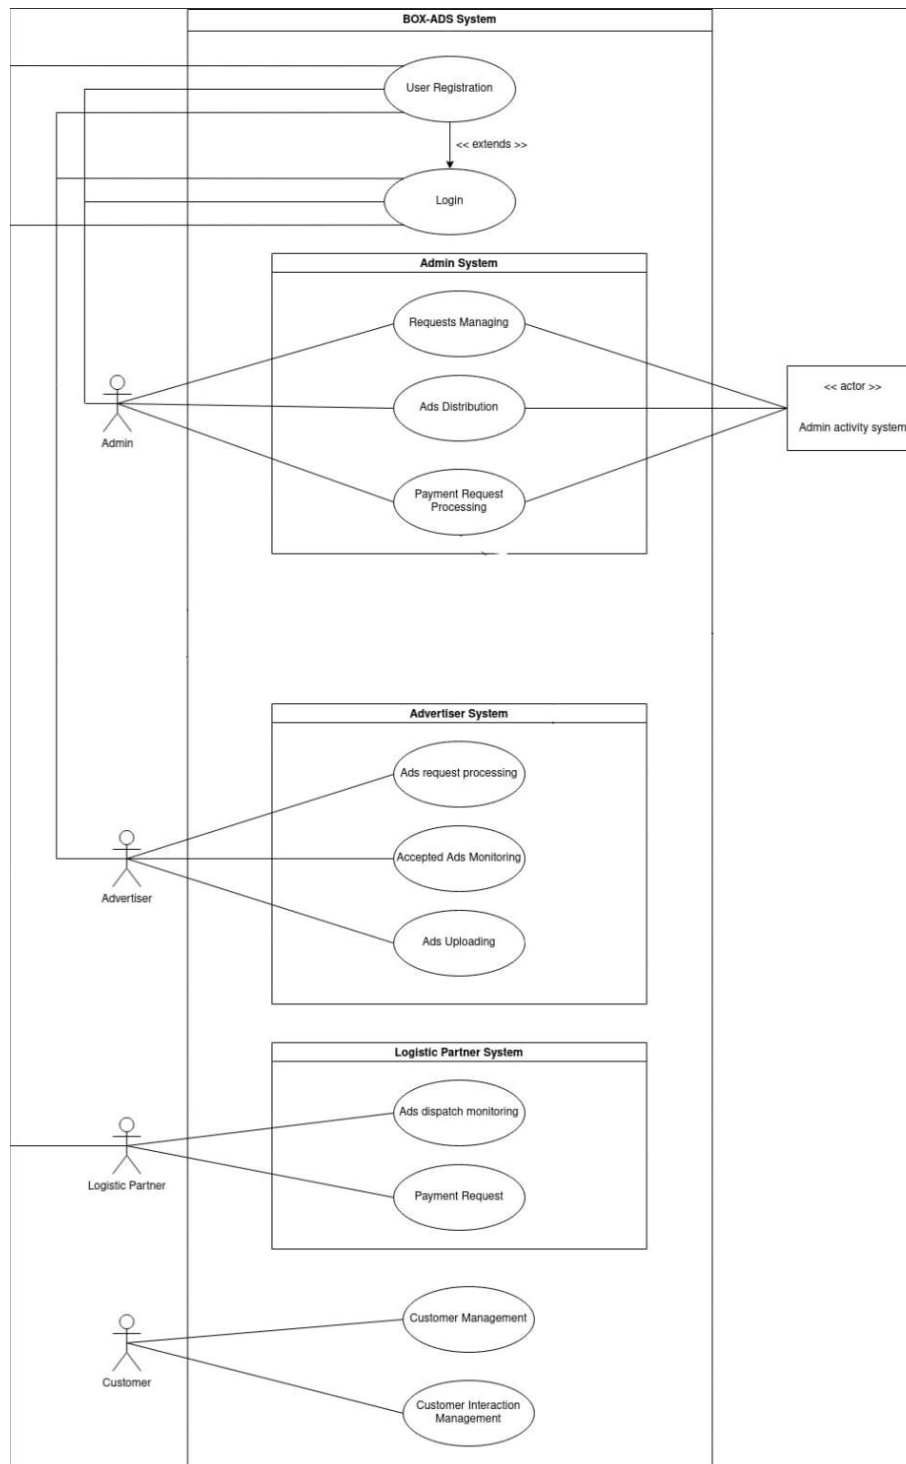 BOX-ADS System
User Registration
<< extends >>
Login
Admin System
Requests Managing
<< actor >>
Ads Distribution
Admin activity system
Admin
Payment Request
Processing
Advertiser System
Ads request processing
Accepted Ads Monitoring
Advertiser
Ads Uploading
Logistic Partner System
Ads dispatch monitoring
Logistic Partner
Payment Request
Customer Management
Customer
Customer Interaction
Management